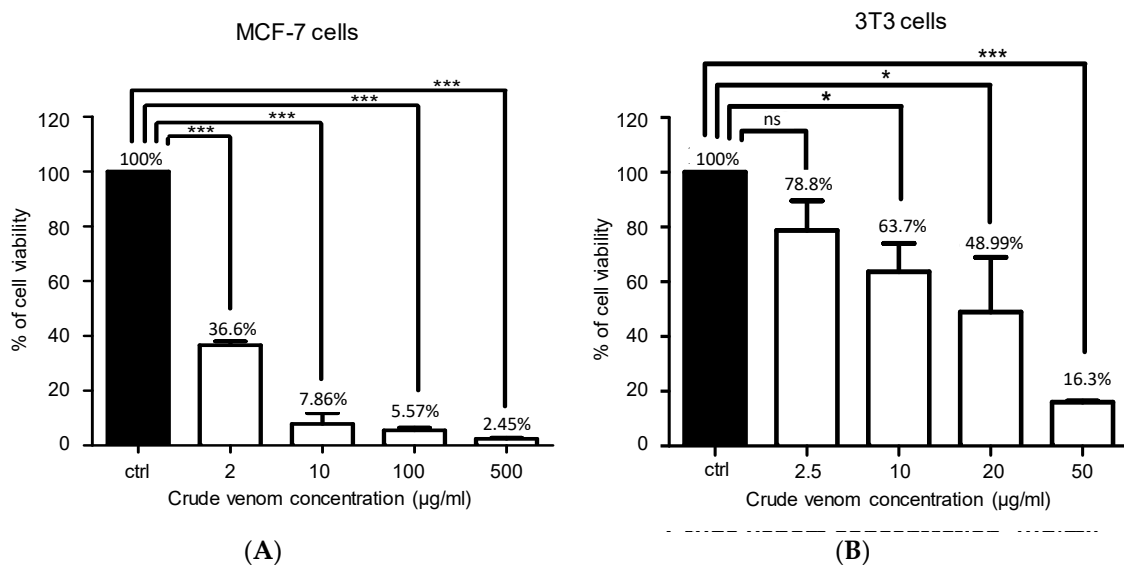 MCF-7 cells
***
***
***
***
120
100
80
60
40
20
0
% of cell viability
100%
36.6%
7.86%
5.57%
2.45%
ctrl 2 10 100 500
Crude venom concentration (µg/ml)
(A)
3T3 cells
***
*
*
ns
120
100
80
60
40
20
0
% of cell viability
100%
78.8%
63.7%
48.99%
16.3%
ctrl 2.5 10 20 50
Crude venom concentration (µg/ml)
(B)